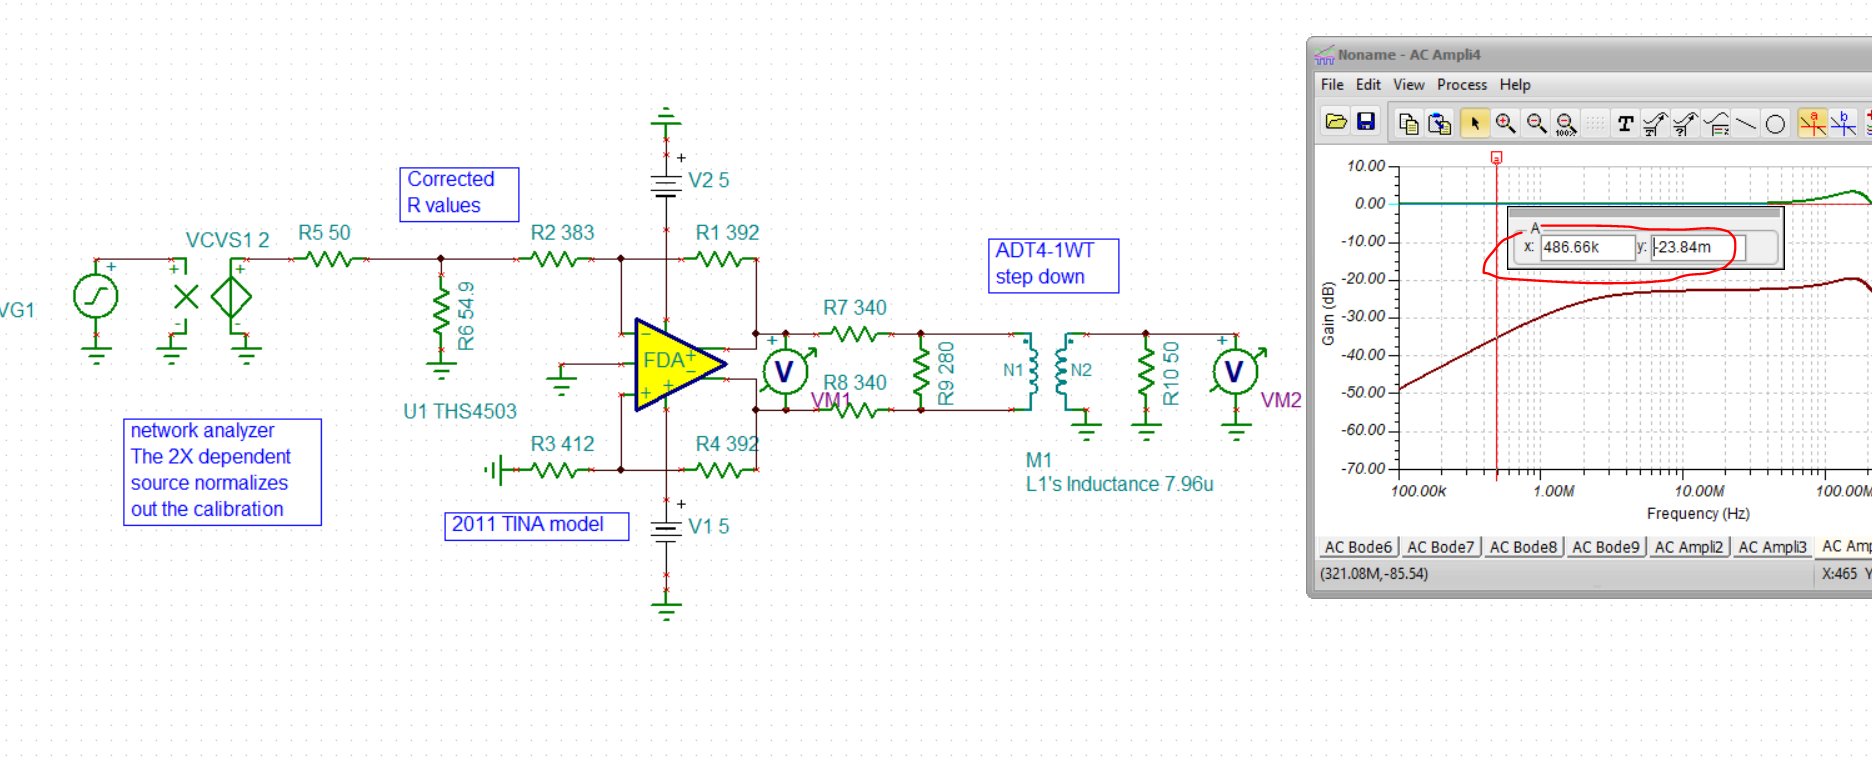 VG1
VCVS1 2
R5 50
R6 54.9
Corrected
R values
R2 383
R1 392
V2 5
FDA
U1 THS4503
R3 412
R4 392
V1 5
2011 TINA model
network analyzer
The 2X dependent
source normalizes
out the calibration
R7 340
R8 340
VM1
V
R9 280
ADT4-1WT
step down
N1
N2
M1
L1's Inductance 7.96u
R10 50
V
VM2
Noname - AC Ampli4
File Edit View Process Help
T
100%
a
b
a
A
x: 486.66k y: -23.84m
Gain (dB)
10.00
0.00
-10.00
-20.00
-30.00
-40.00
-50.00
-60.00
-70.00
100.00k 1.00M 10.00M 100.00M
Frequency (Hz)
AC Bode6 AC Bode7 AC Bode8 AC Bode9 AC Ampli2 AC Ampli3 AC Amp
(321.08M,-85.54)
X:465 Y